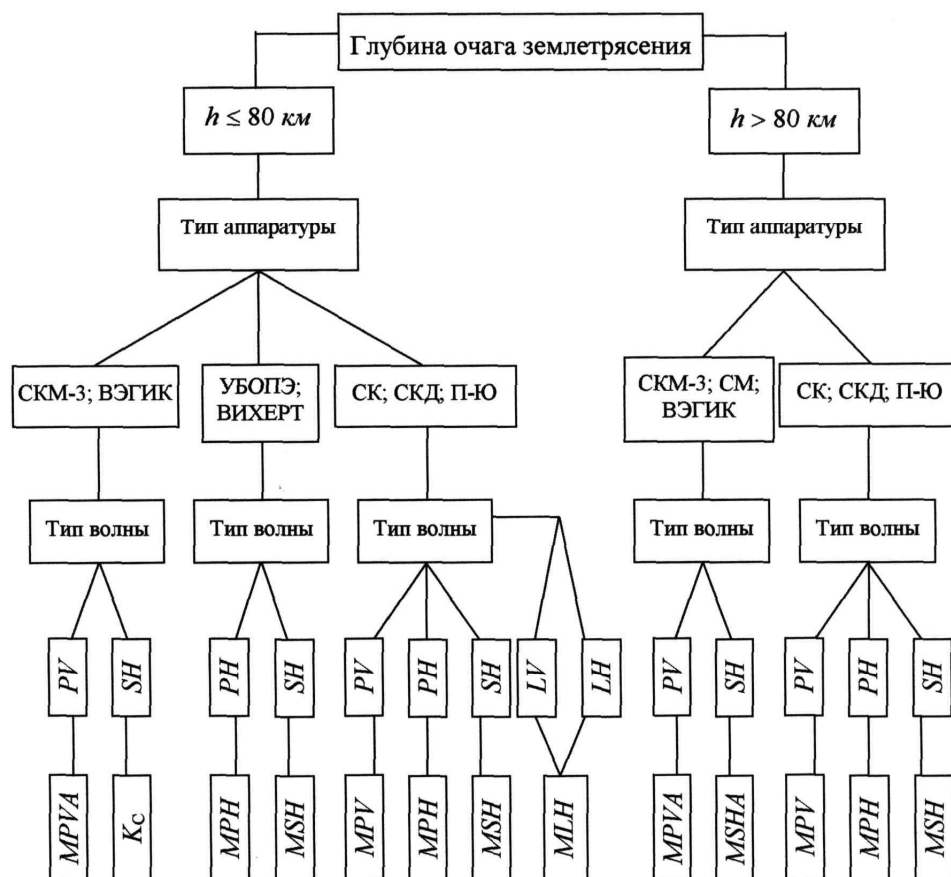 Глубина очага землетрясения
h ≤ 80 км
h > 80 км
Тип аппаратуры
Тип аппаратуры
СКМ-3; ВЭГИК
УБОПЭ;
ВИХЕРТ
СК; СКД; П-Ю
СКМ-3; СМ;
ВЭГИК
СК; СКД; П-Ю
Тип волны
Тип волны
Тип волны
Тип волны
Тип волны
PV
SH
PH
SH
PV
PH
SH
LV
LH
PV
SH
PV
PH
SH
MPVA
Kс
MPH
MSH
MPV
MPH
MSH
MLH
MPVA
MSHA
MPV
MPH
MSH